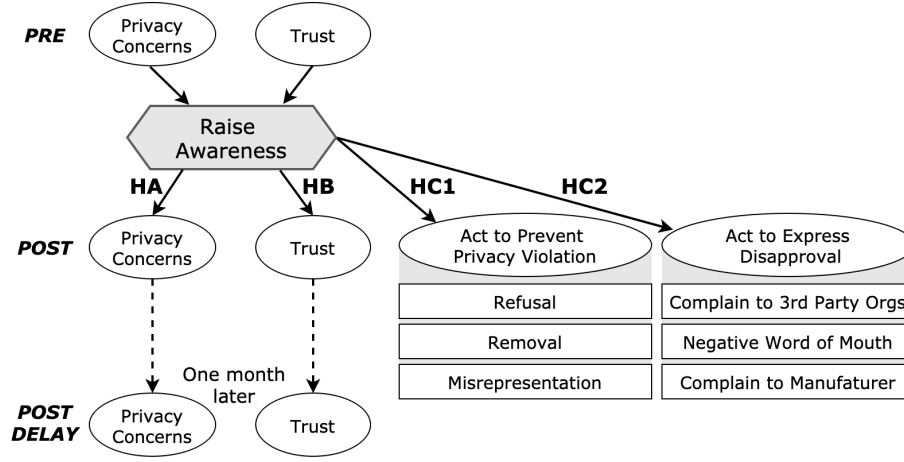 PRE
Privacy
Concerns
Trust
Raise
Awareness
HA
HB
HC1
HC2
POST
Privacy
Concerns
Trust
Act to Prevent
Privacy Violation
Act to Express
Disapproval
Refusal
Complain to 3rd Party Orgs
Removal
Negative Word of Mouth
Misrepresentation
Complain to Manufaturer
One month
later
POST
DELAY
Privacy
Concerns
Trust